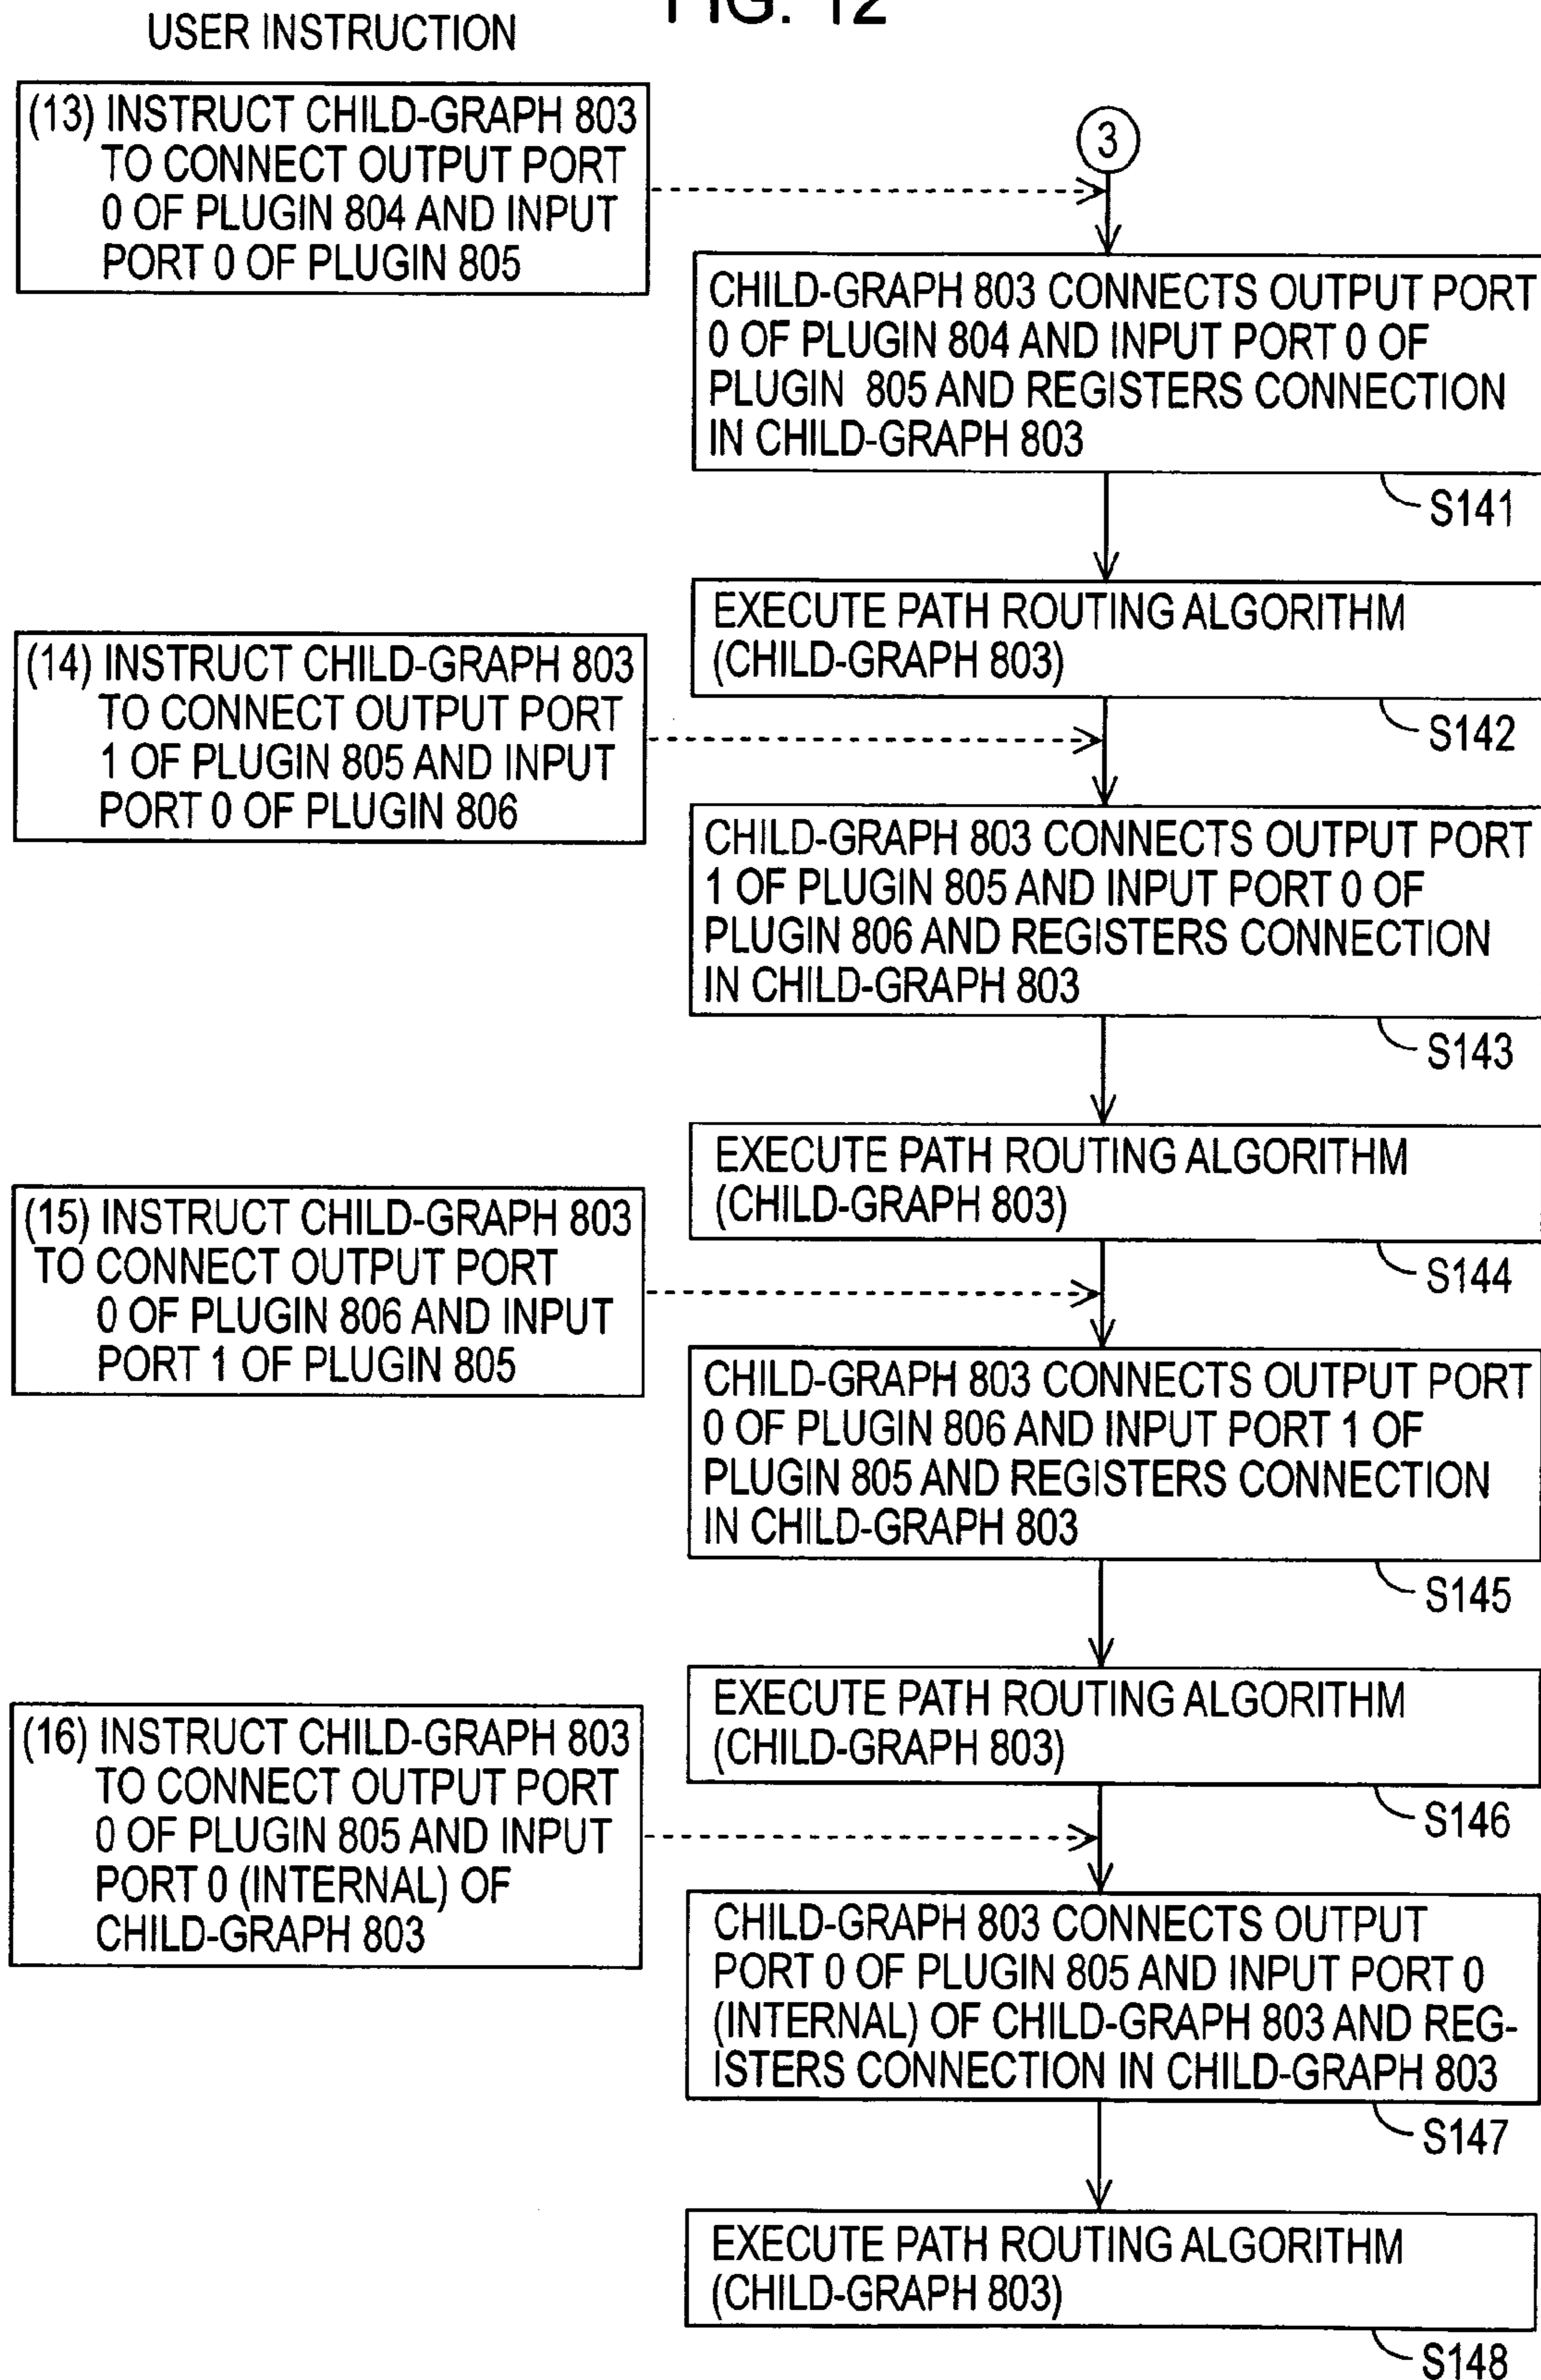 FIG. 12
USER INSTRUCTION
(13) INSTRUCT CHILD-GRAPH 803
TO CONNECT OUTPUT PORT
0 OF PLUGIN 804 AND INPUT
PORT 0 OF PLUGIN 805
3
CHILD-GRAPH 803 CONNECTS OUTPUT PORT
0 OF PLUGIN 804 AND INPUT PORT 0 OF
PLUGIN 805 AND REGISTERS CONNECTION
IN CHILD-GRAPH 803
S141
EXECUTE PATH ROUTING ALGORITHM
(CHILD-GRAPH 803)
S142
(14) INSTRUCT CHILD-GRAPH 803
TO CONNECT OUTPUT PORT
1 OF PLUGIN 805 AND INPUT
PORT 0 OF PLUGIN 806
CHILD-GRAPH 803 CONNECTS OUTPUT PORT
1 OF PLUGIN 805 AND INPUT PORT 0 OF
PLUGIN 806 AND REGISTERS CONNECTION
IN CHILD-GRAPH 803
S143
EXECUTE PATH ROUTING ALGORITHM
(CHILD-GRAPH 803)
S144
(15) INSTRUCT CHILD-GRAPH 803
TO CONNECT OUTPUT PORT
0 OF PLUGIN 806 AND INPUT
PORT 1 OF PLUGIN 805
CHILD-GRAPH 803 CONNECTS OUTPUT PORT
0 OF PLUGIN 806 AND INPUT PORT 1 OF
PLUGIN 805 AND REGISTERS CONNECTION
IN CHILD-GRAPH 803
S145
EXECUTE PATH ROUTING ALGORITHM
(CHILD-GRAPH 803)
S146
(16) INSTRUCT CHILD-GRAPH 803
TO CONNECT OUTPUT PORT
0 OF PLUGIN 805 AND INPUT
PORT 0 (INTERNAL) OF
CHILD-GRAPH 803
CHILD-GRAPH 803 CONNECTS OUTPUT
PORT 0 OF PLUGIN 805 AND INPUT PORT 0
(INTERNAL) OF CHILD-GRAPH 803 AND REG-
ISTERS CONNECTION IN CHILD-GRAPH 803
S147
EXECUTE PATH ROUTING ALGORITHM
(CHILD-GRAPH 803)
S148